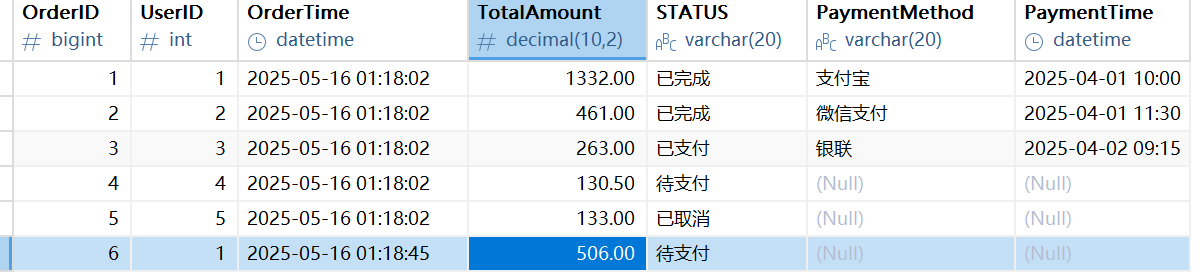 OrderID UserID OrderTime TotalAmount STATUS PaymentMethod PaymentTime
# bigint # int datetime # decimal(10,2) ABC varchar(20) ABC varchar(20) datetime
1 1 2025-05-16 01:18:02 1332.00 已完成 支付宝 2025-04-01 10:00
2 2 2025-05-16 01:18:02 461.00 已完成 微信支付 2025-04-01 11:30
3 3 2025-05-16 01:18:02 263.00 已支付 银联 2025-04-02 09:15
4 4 2025-05-16 01:18:02 130.50 待支付 (Null) (Null)
5 5 2025-05-16 01:18:02 133.00 已取消 (Null) (Null)
6 1 2025-05-16 01:18:45 506.00 待支付 (Null) (Null)